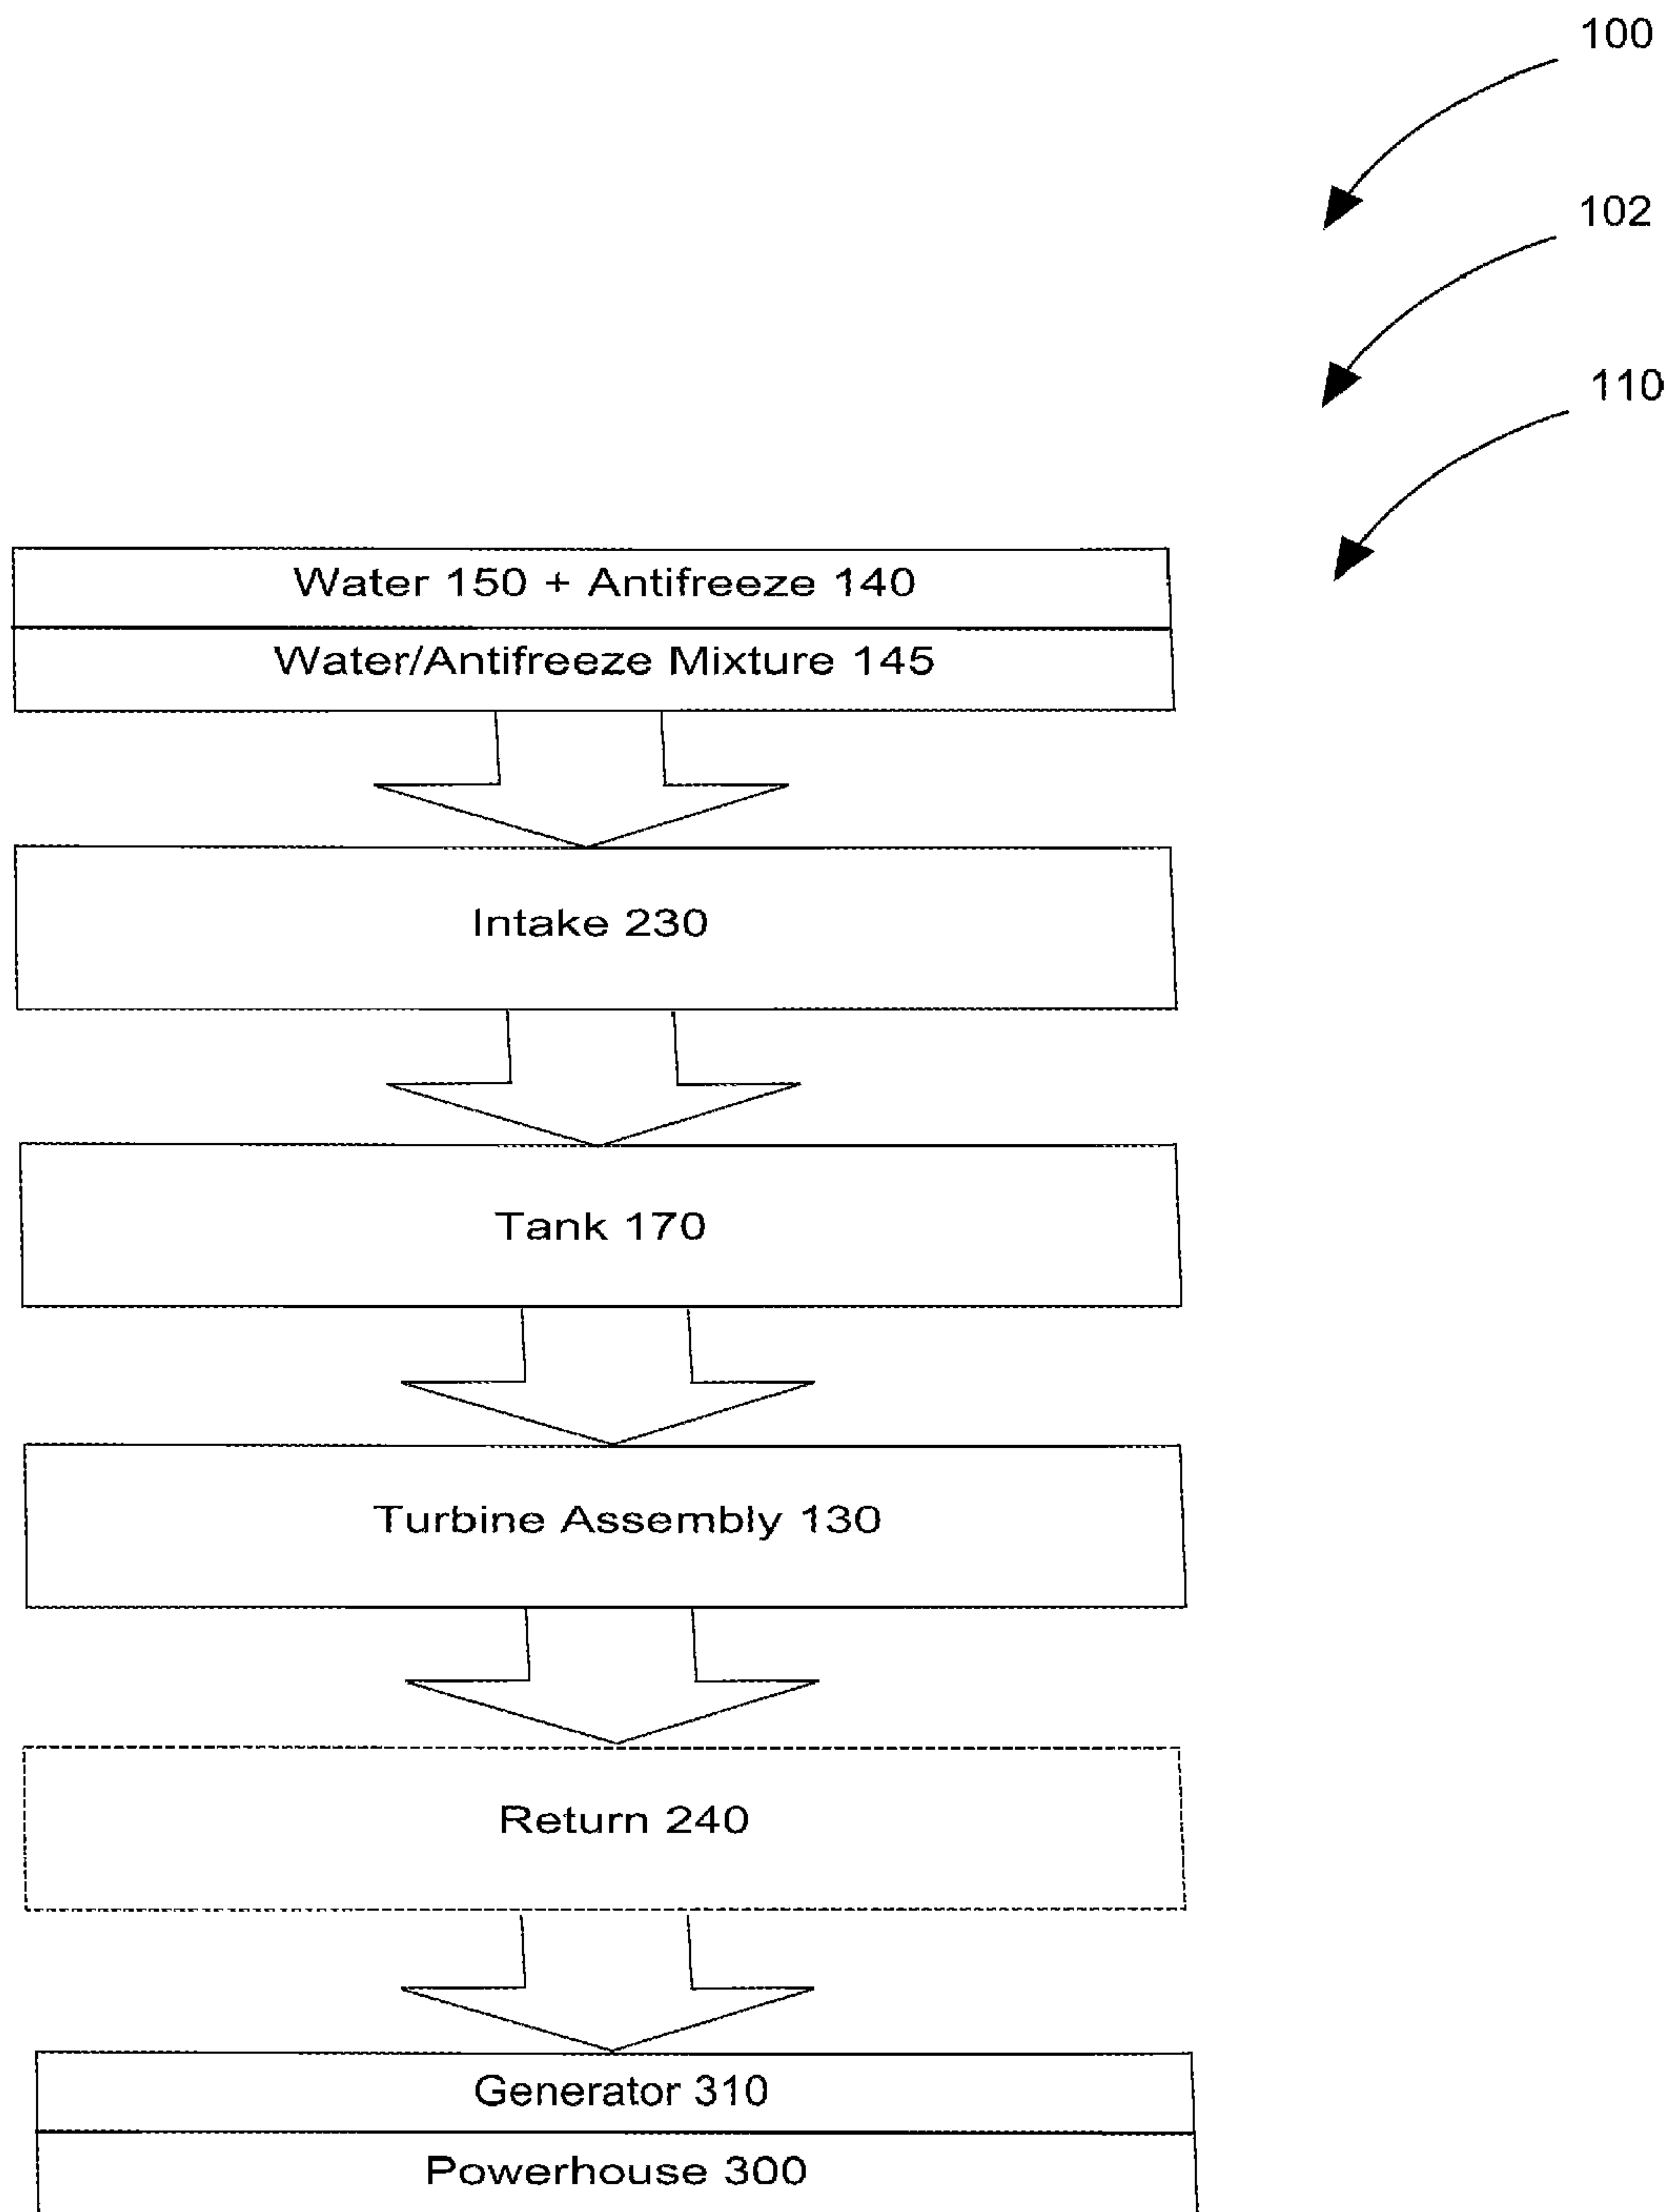 100
102
110
Water 150 + Antifreeze 140
Water/Antifreeze Mixture 145
Intake 230
Tank 170
Turbine Assembly 130
Return 240
Generator 310
Powerhouse 300